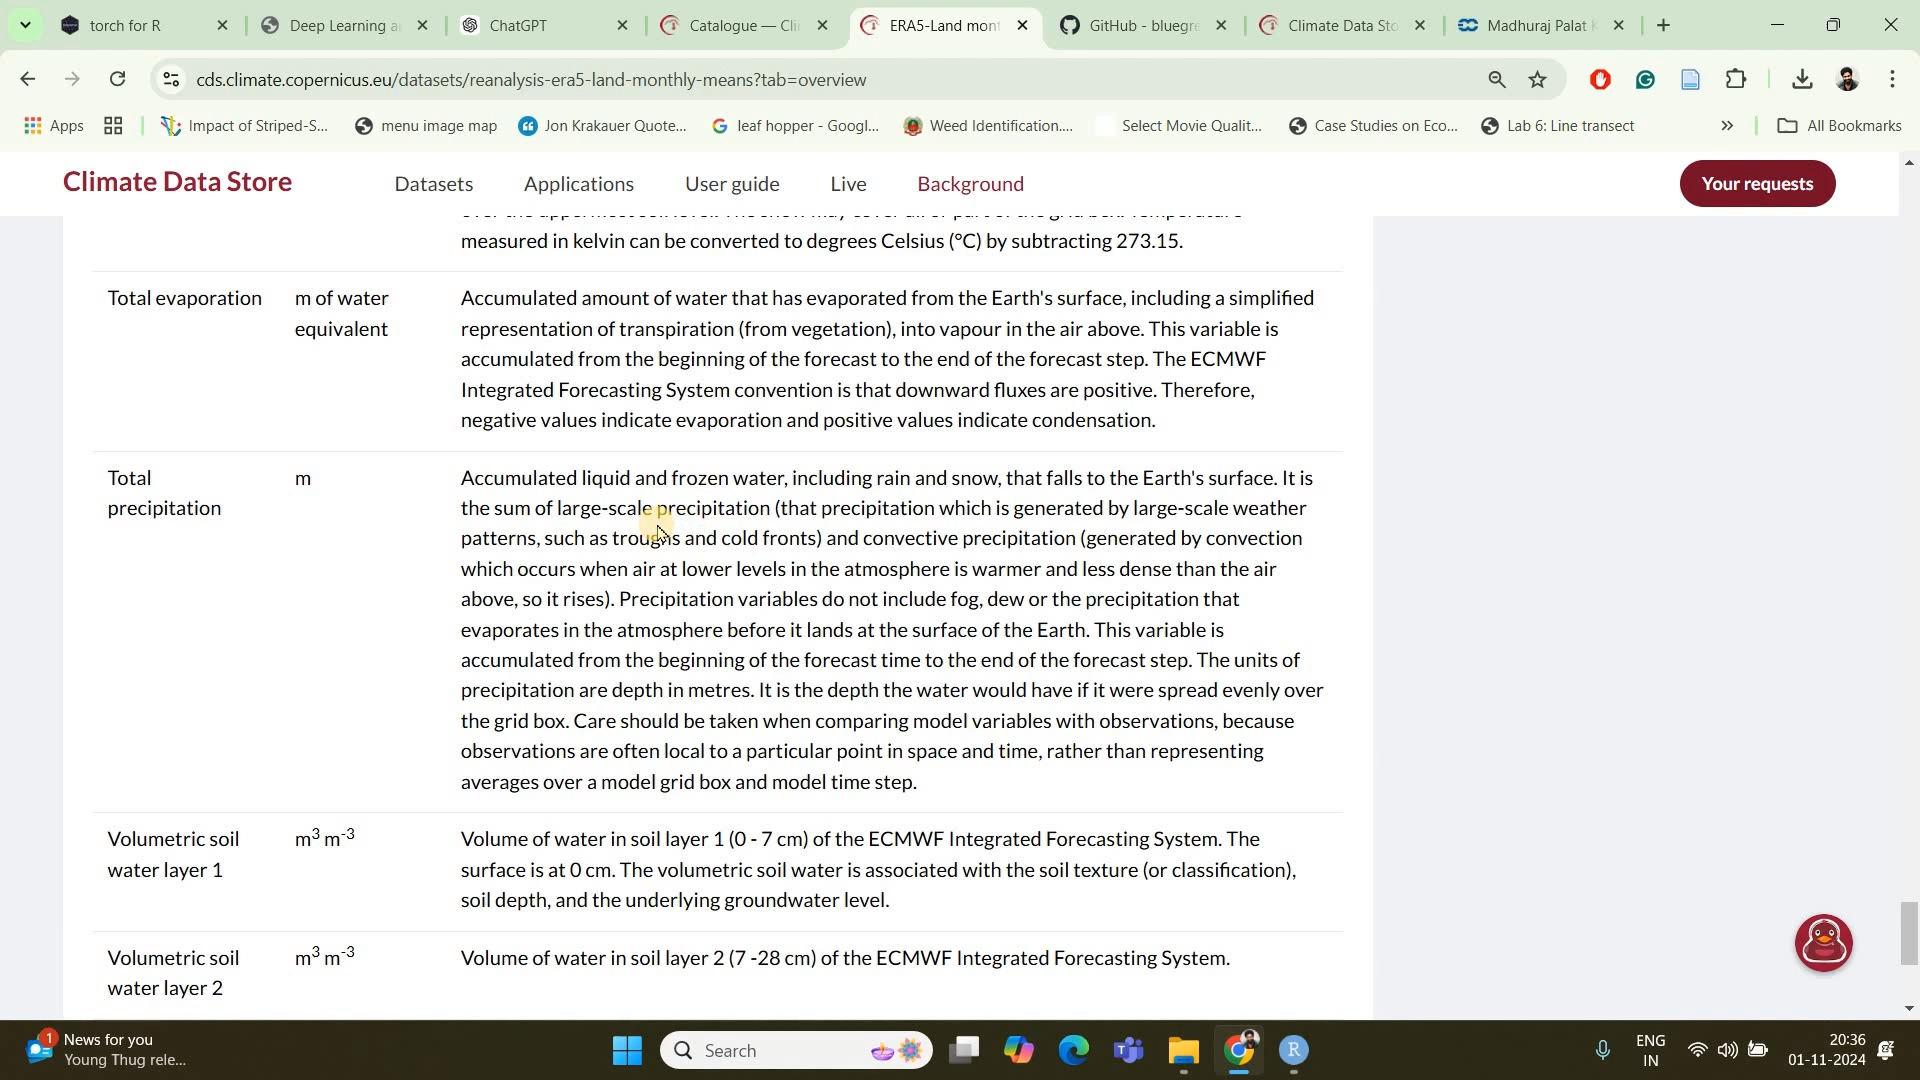 torch for R
Deep Learning a
ChatGPT
Catalogue — Cli
ERA5-Land mont
GitHub - bluegre
Climate Data Sto
Madhuraj Palat K
cds.climate.copernicus.eu/datasets/reanalysis-era5-land-monthly-means?tab=overview
Apps
Impact of Striped-S...
menu image map
Jon Krakauer Quote...
leaf hopper - Googl...
Weed Identification....
Select Movie Qualit...
Case Studies on Eco...
Lab 6: Line transect
All Bookmarks
Climate Data Store
Datasets
Applications
User guide
Live
Background
Your requests
measured in kelvin can be converted to degrees Celsius (°C) by subtracting 273.15.
Total evaporation
m of water
equivalent
Accumulated amount of water that has evaporated from the Earth's surface, including a simplified
representation of transpiration (from vegetation), into vapour in the air above. This variable is
accumulated from the beginning of the forecast to the end of the forecast step. The ECMWF
Integrated Forecasting System convention is that downward fluxes are positive. Therefore,
negative values indicate evaporation and positive values indicate condensation.
Total
precipitation
m
Accumulated liquid and frozen water, including rain and snow, that falls to the Earth's surface. It is
the sum of large-scale precipitation (that precipitation which is generated by large-scale weather
patterns, such as troughs and cold fronts) and convective precipitation (generated by convection
which occurs when air at lower levels in the atmosphere is warmer and less dense than the air
above, so it rises). Precipitation variables do not include fog, dew or the precipitation that
evaporates in the atmosphere before it lands at the surface of the Earth. This variable is
accumulated from the beginning of the forecast time to the end of the forecast step. The units of
precipitation are depth in metres. It is the depth the water would have if it were spread evenly over
the grid box. Care should be taken when comparing model variables with observations, because
observations are often local to a particular point in space and time, rather than representing
averages over a model grid box and model time step.
Volumetric soil
water layer 1
m³ m⁻³
Volume of water in soil layer 1 (0 - 7 cm) of the ECMWF Integrated Forecasting System. The
surface is at 0 cm. The volumetric soil water is associated with the soil texture (or classification),
soil depth, and the underlying groundwater level.
Volumetric soil
water layer 2
m³ m⁻³
Volume of water in soil layer 2 (7 -28 cm) of the ECMWF Integrated Forecasting System.
1
News for you
Young Thug rele...
Search
ENG
IN
20:36
01-11-2024